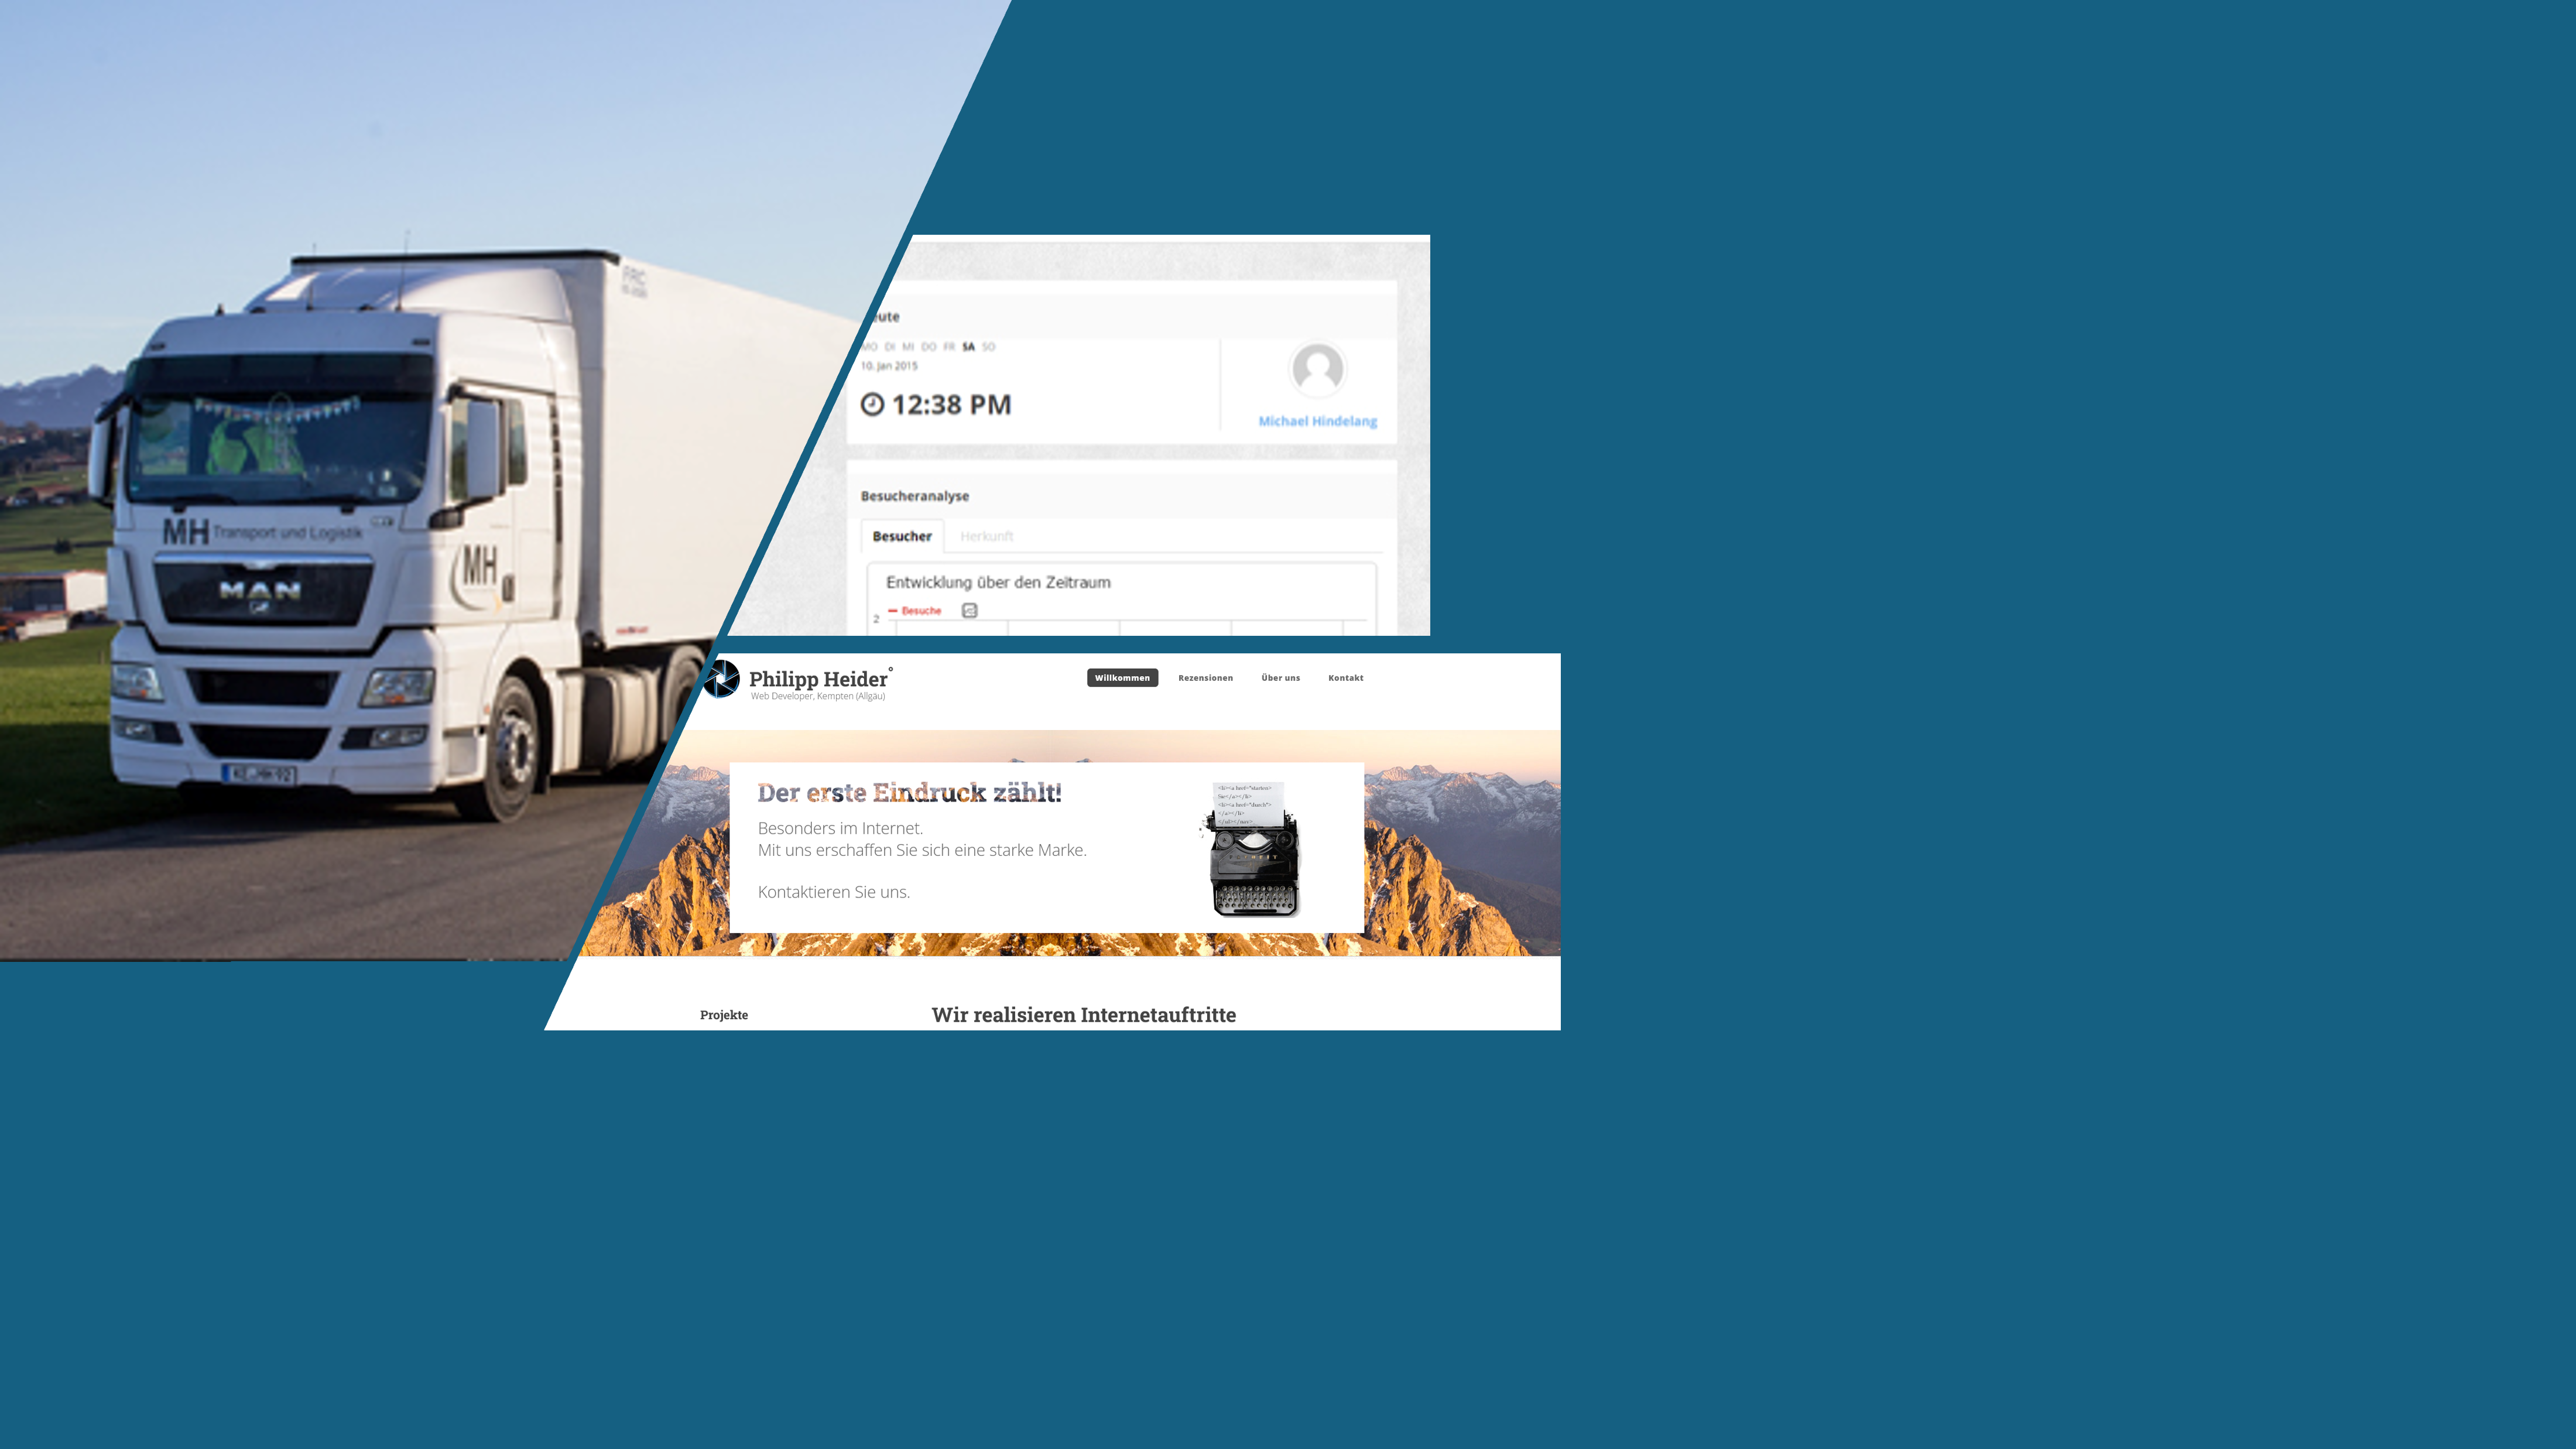 MH Transport und Logistik
MH
MAN
eute
MO DI MI DO FR SA SO
10. Jan 2015
12:38 PM
Michael Hindelang
Besucheranalyse
Besucher Herkunft
Entwicklung über den Zeitraum
Besuche
2
Philipp Heider°
Web Developer, Kempten (Allgäu)
Willkommen Rezensionen Über uns Kontakt
Der erste Eindruck zählt!
Besonders im Internet.
Mit uns erschaffen Sie sich eine starke Marke.
Kontaktieren Sie uns.
Projekte
Wir realisieren Internetauftritte